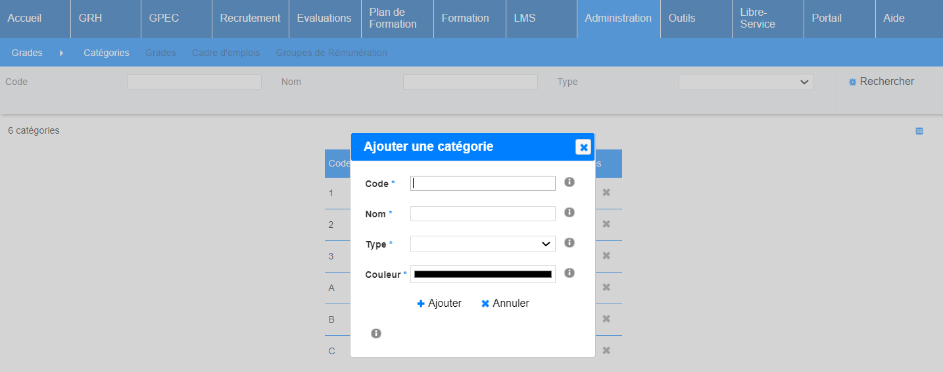 Accueil GRH GPEC Recrutement Evaluations Plan de Formation Formation LMS Administration Outils Libre-Service Portail Aide
Grades Catégories Grades Cadre d'emplois Groupes de Rémunération
Code Nom Type Rechercher
6 catégories
Ajouter une catégorie
Code
s
Code *
1
Nom *
2
Type *
3
Couleur *
A
Ajouter Annuler
B
C